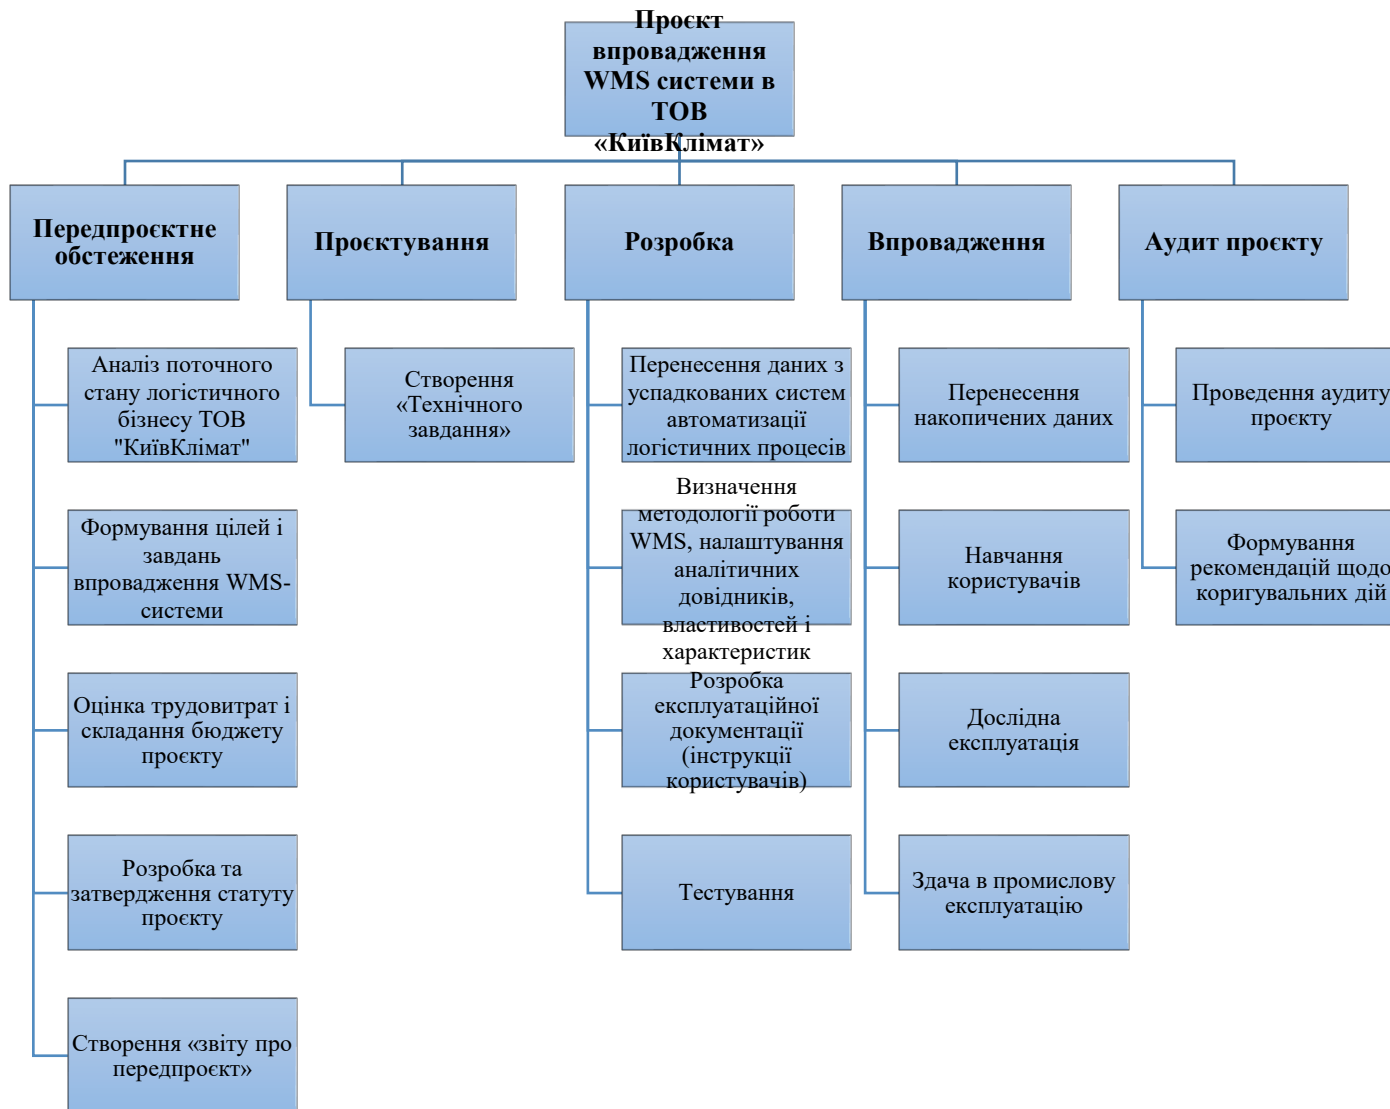 Проєкт
впровадження
WMS системи в
ТОВ
«КиївКлімат»
Передпроєктне
обстеження
Проєктування
Розробка
Впровадження
Аудит проєкту
Аналіз поточного
стану логістичного
бізнесу ТОВ
"КиївКлімат"
Формування цілей і
завдань
впровадження WMS-
системи
Оцінка трудовитрат і
складання бюджету
проєкту
Розробка та
затвердження статуту
проєкту
Створення «звіту про
передпроєкт»
Створення
«Технічного
завдання»
Перенесення даних з
успадкованих систем
автоматизації
логістичних процесів
Визначення
методології роботи
WMS, налаштування
аналітичних
довідників,
властивостей і
характеристик
Розробка
експлуатаційної
документації
(інструкції
користувачів)
Тестування
Перенесення
накопичених даних
Навчання
користувачів
Дослідна
експлуатація
Здача в промислову
експлуатацію
Проведення аудиту
проєкту
Формування
рекомендацій щодо
коригувальних дій